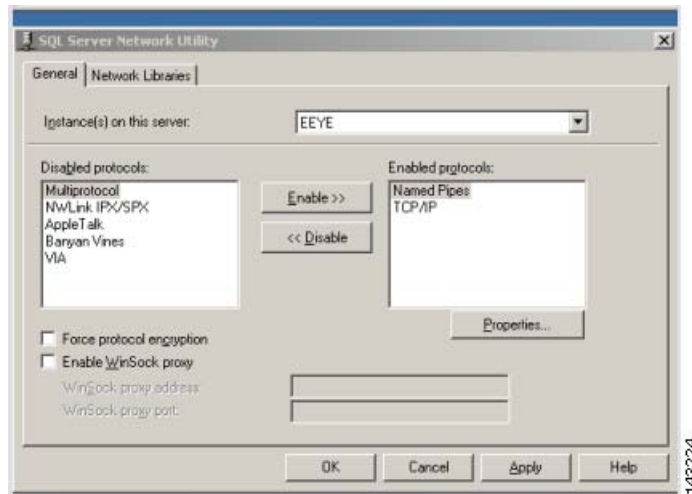 SQL Server Network Utility
General
Network Libraries
Instance(s) on this server:
EEYE
Disabled protocols:
Enabled protocols:
Multiprotocol
NWLink IPX/SPX
AppleTalk
Banyan Vines
VIA
Enable >>
<< Disable
Named Pipes
TCP/IP
Properties...
Force protocol encryption
Enable WinSock proxy
WinSock proxy address:
WinSock proxy port:
OK
Cancel
Apply
Help
143224